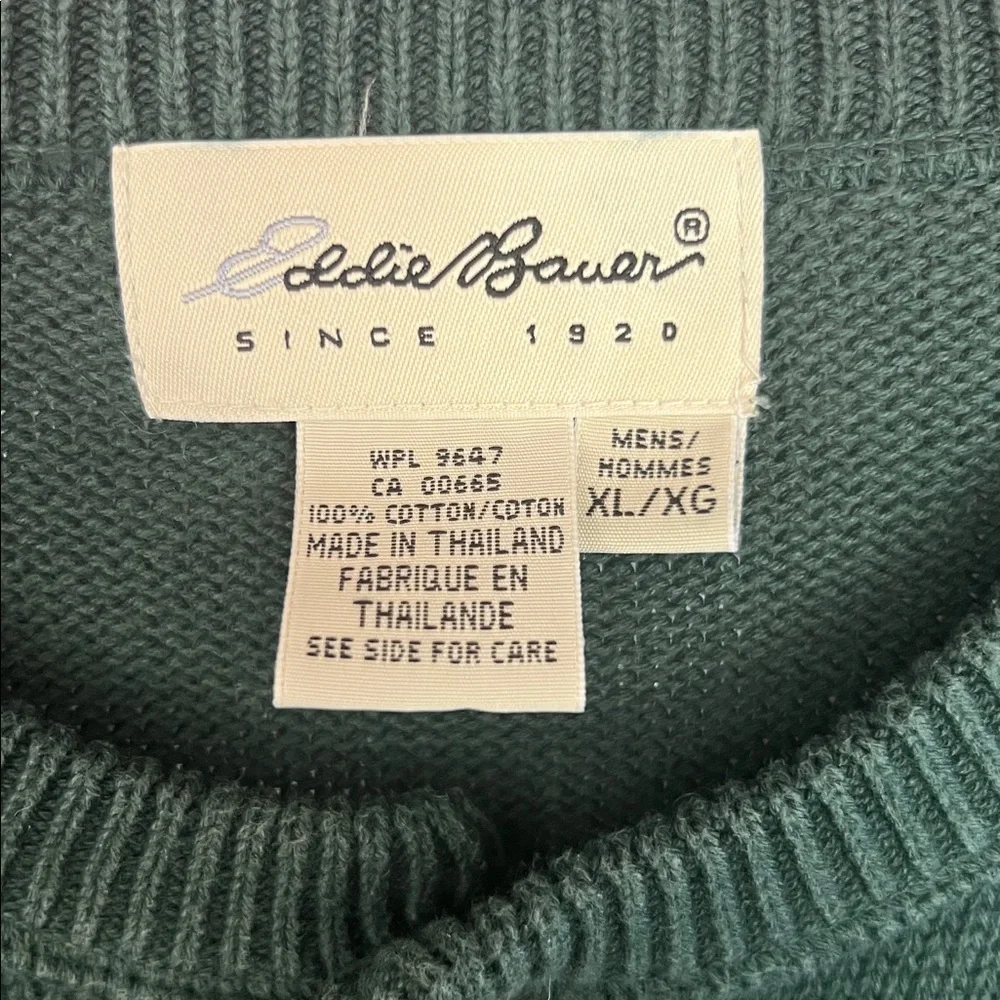 Eddie Bauer®
SINCE 1920
WPL 9647
CA 00665
100% COTTON/COTON
MADE IN THAILAND
FABRIQUE EN
THAILANDE
SEE SIDE FOR CARE
MENS/
HOMMES
XL/XG